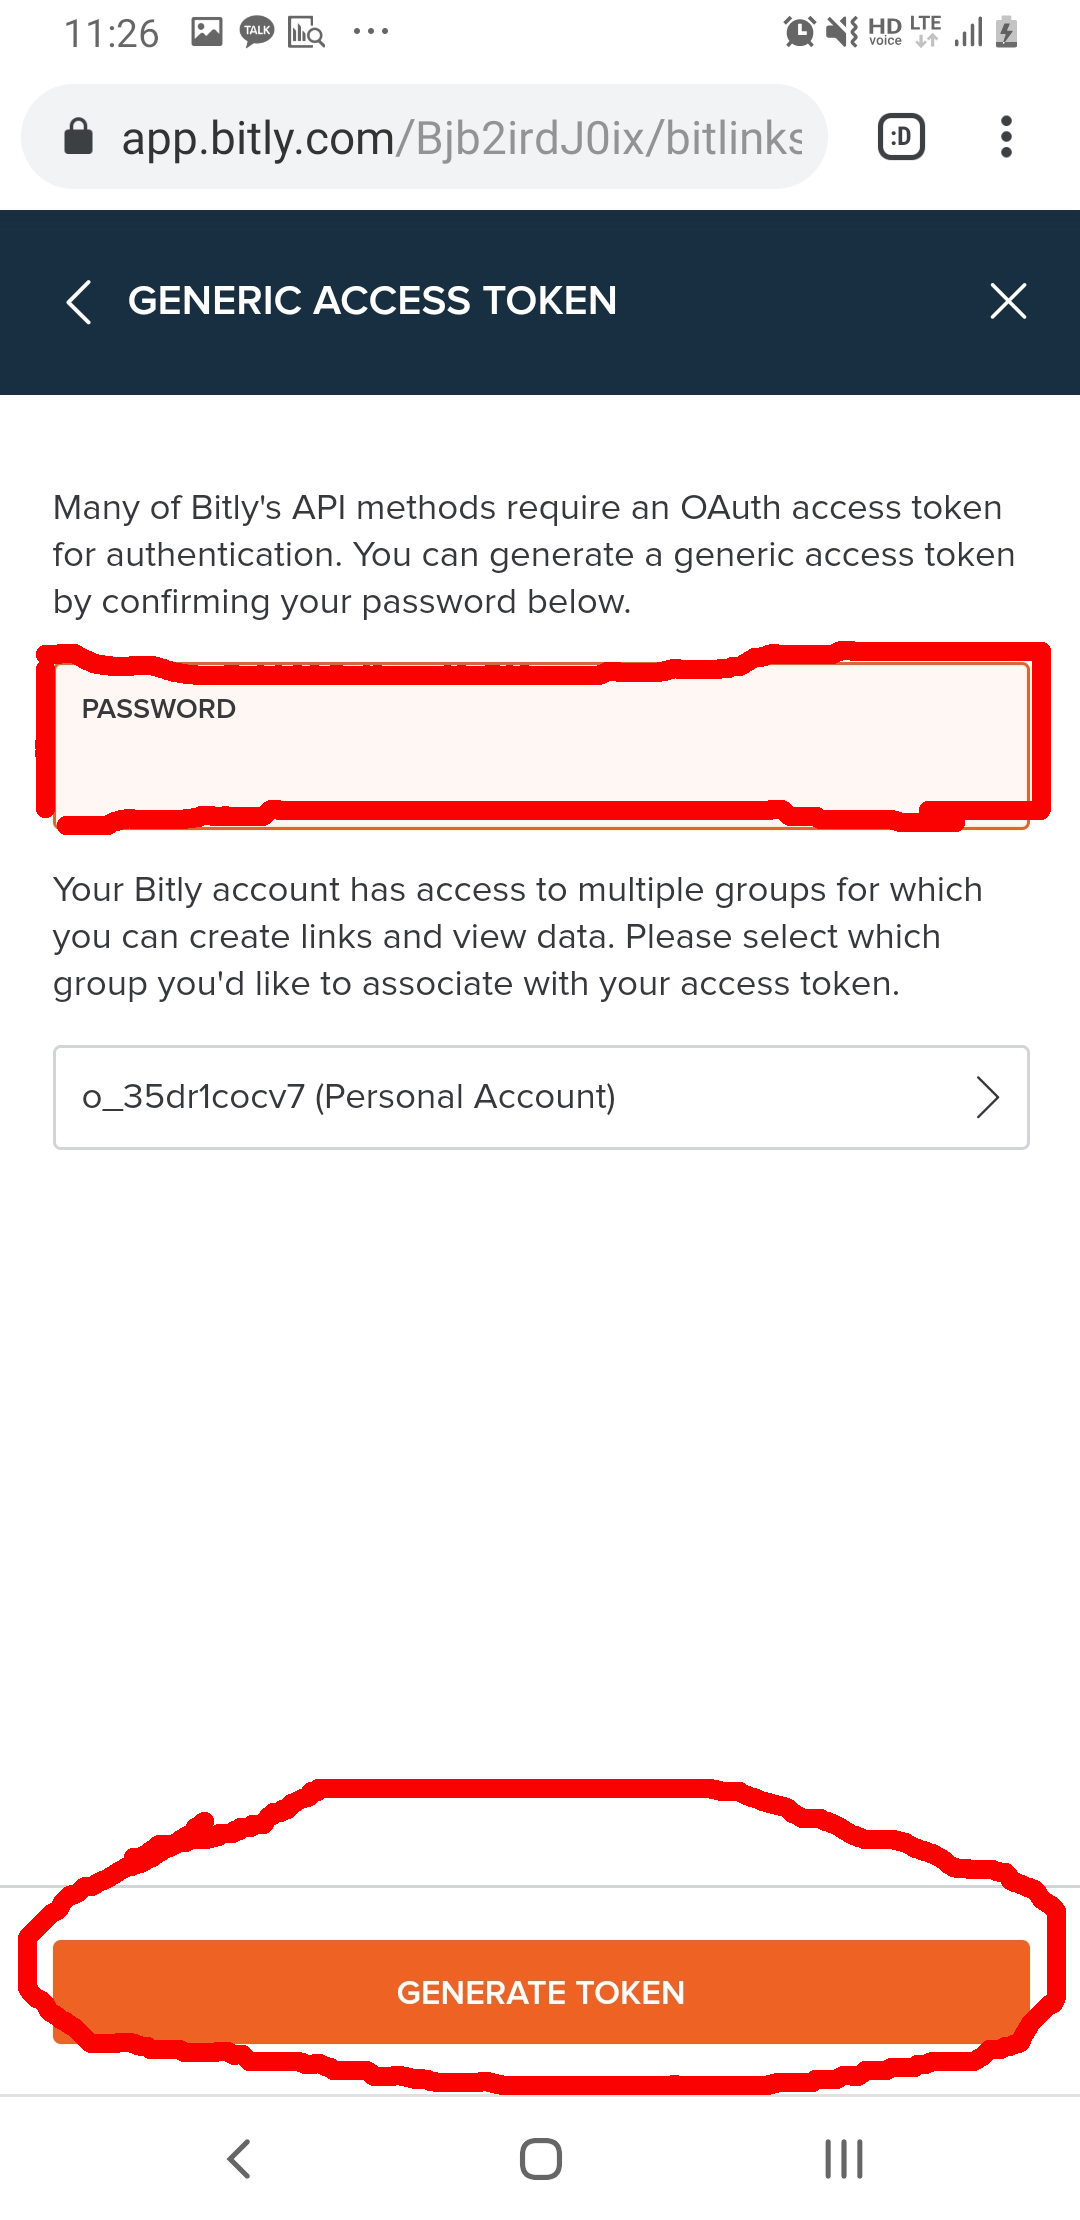 11:26
TALK
HD voice LTE
app.bitly.com/Bjb2irdJ0ix/bitlinks
:D
GENERIC ACCESS TOKEN
Many of Bitly's API methods require an OAuth access token
for authentication. You can generate a generic access token
by confirming your password below.
PASSWORD
Your Bitly account has access to multiple groups for which
you can create links and view data. Please select which
group you'd like to associate with your access token.
o_35dr1cocv7 (Personal Account)
GENERATE TOKEN